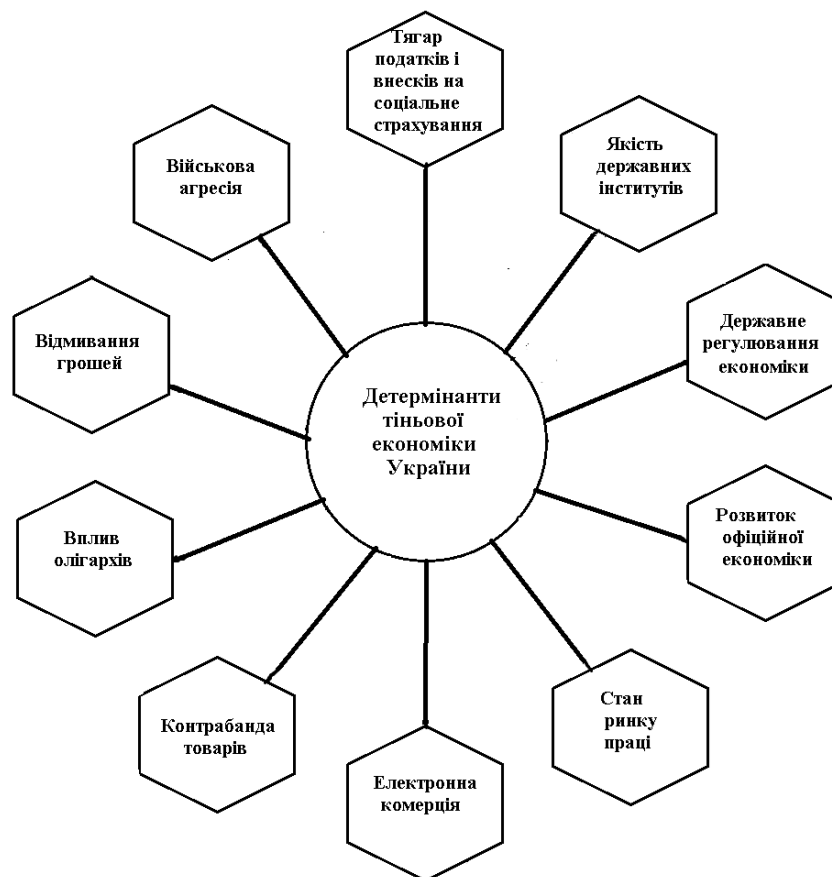 Тягар
податків і
внесків на
соціальне
страхування
Якість
державних
інститутів
Державне
регулювання
економіки
Розвиток
офіційної
економіки
Стан
ринку
праці
Електронна
комерція
Контрабанда
товарів
Вплив
олігархів
Відмивання
грошей
Військова
агресія
Детермінанти
тіньової
економіки
України